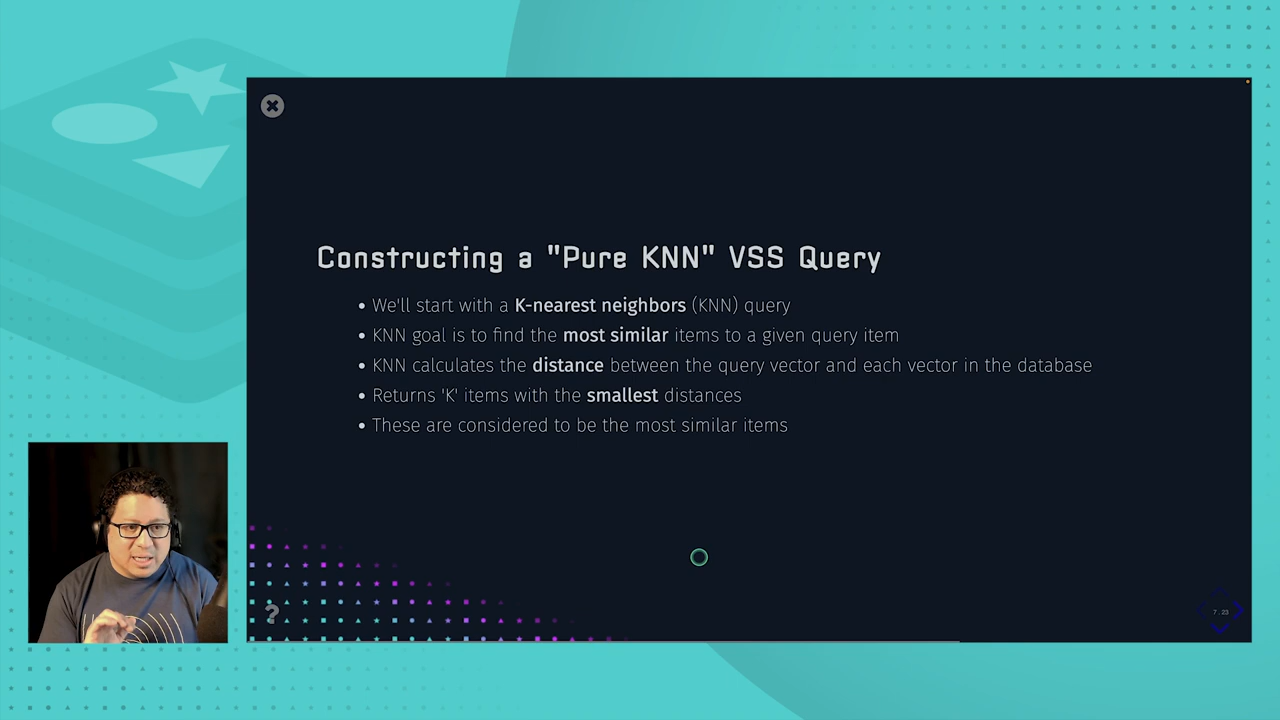 Constructing a "Pure KNN" VSS Query
• We'll start with a K-nearest neighbors (KNN) query
• KNN goal is to find the most similar items to a given query item
• KNN calculates the distance between the query vector and each vector in the database
• Returns 'K' items with the smallest distances
• These are considered to be the most similar items
?
7.23